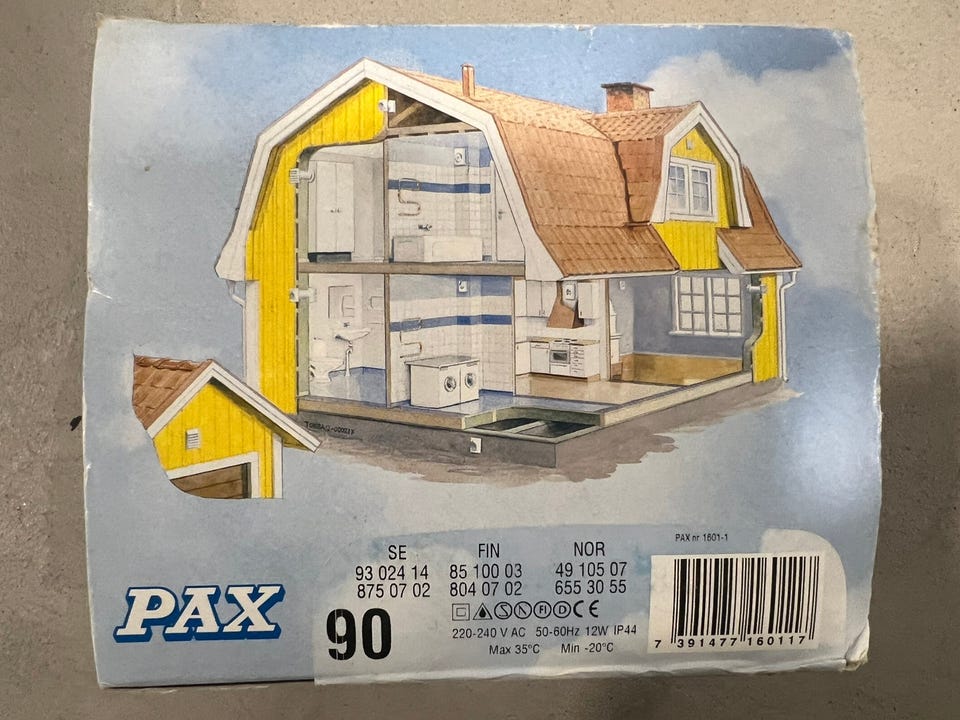 PAX nr 1601-1
SE FIN NOR
93 024 14 85 100 03 49 105 07
875 07 02 804 07 02 655 30 55
PAX
90
FI D CE
220-240 V AC 50-60Hz 12W IP44
Max 35°C Min -20°C
7 391477 160117